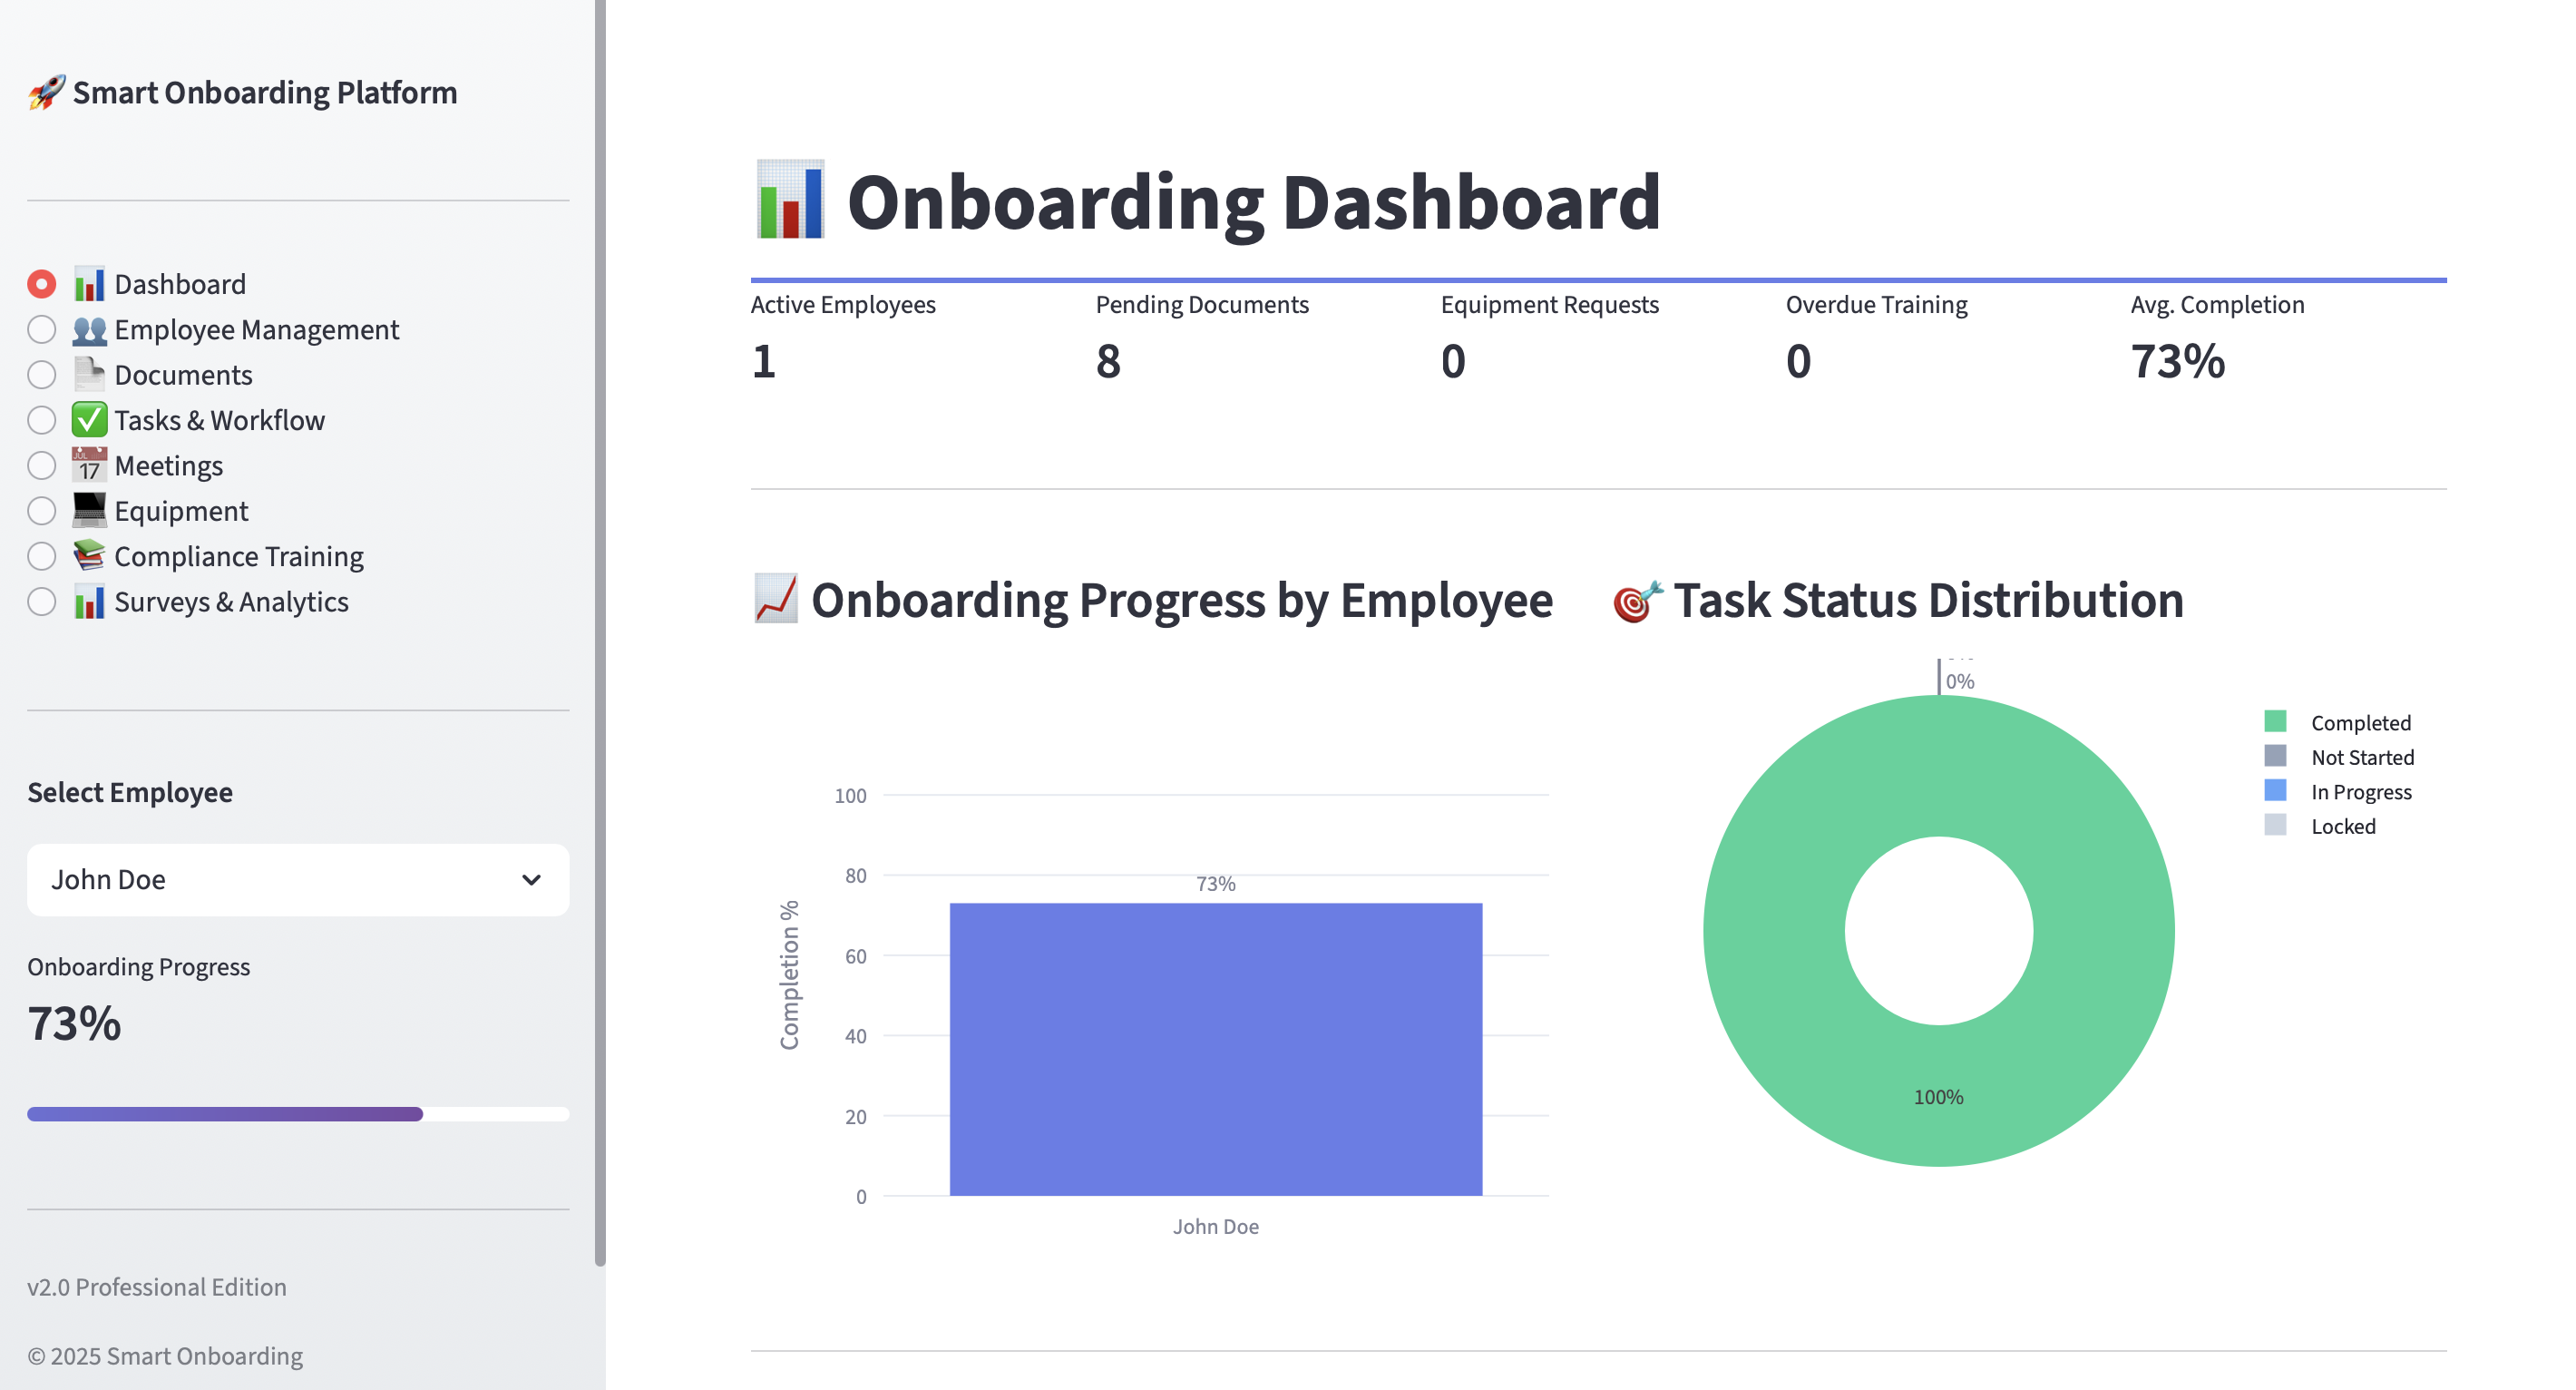 🚀 Smart Onboarding Platform
📊 Dashboard
👥 Employee Management
📄 Documents
✅ Tasks & Workflow
📅 Meetings
💻 Equipment
📚 Compliance Training
📊 Surveys & Analytics
Select Employee
John Doe
Onboarding Progress
73%
v2.0 Professional Edition
© 2025 Smart Onboarding
📊 Onboarding Dashboard
Active Employees
1
Pending Documents
8
Equipment Requests
0
Overdue Training
0
Avg. Completion
73%
📈 Onboarding Progress by Employee
Completion %
100
80
60
40
20
0
73%
John Doe
🎯 Task Status Distribution
0%
100%
Completed
Not Started
In Progress
Locked